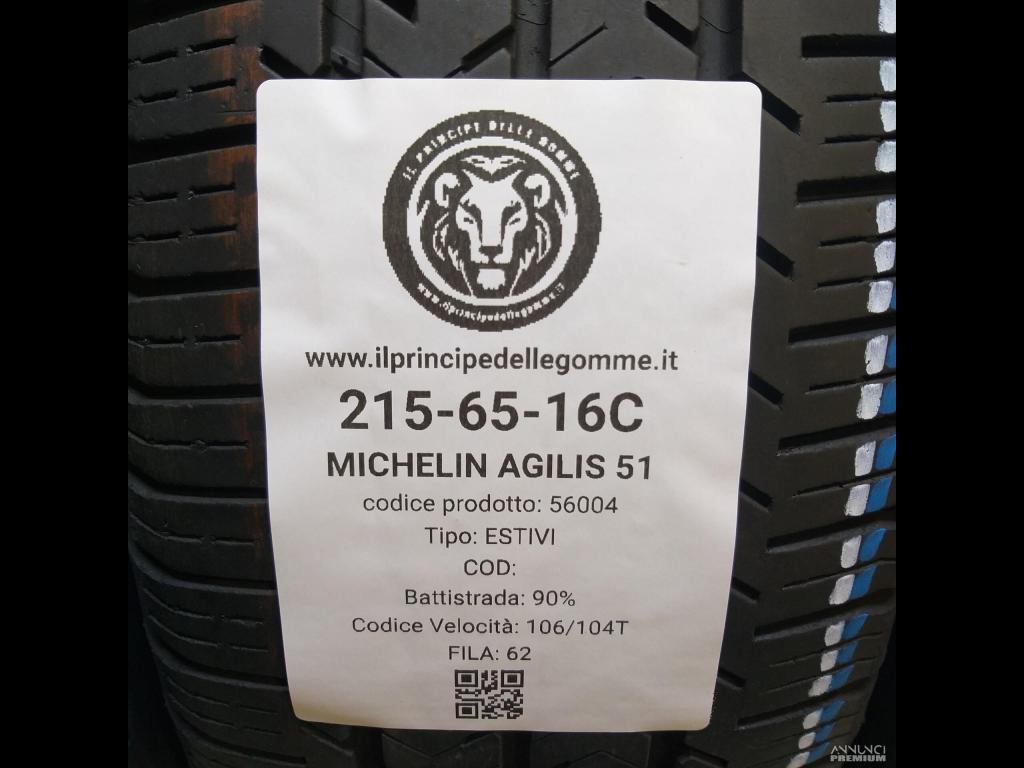 IL PRINCIPE DELLE GOMME
www.ilprincipedellegomme.it
www.ilprincipedellegomme.it
215-65-16C
MICHELIN AGILIS 51
codice prodotto: 56004
Tipo: ESTIVI
COD:
Battistrada: 90%
Codice Velocità: 106/104T
FILA: 62
ANNUNCI
PREMIUM